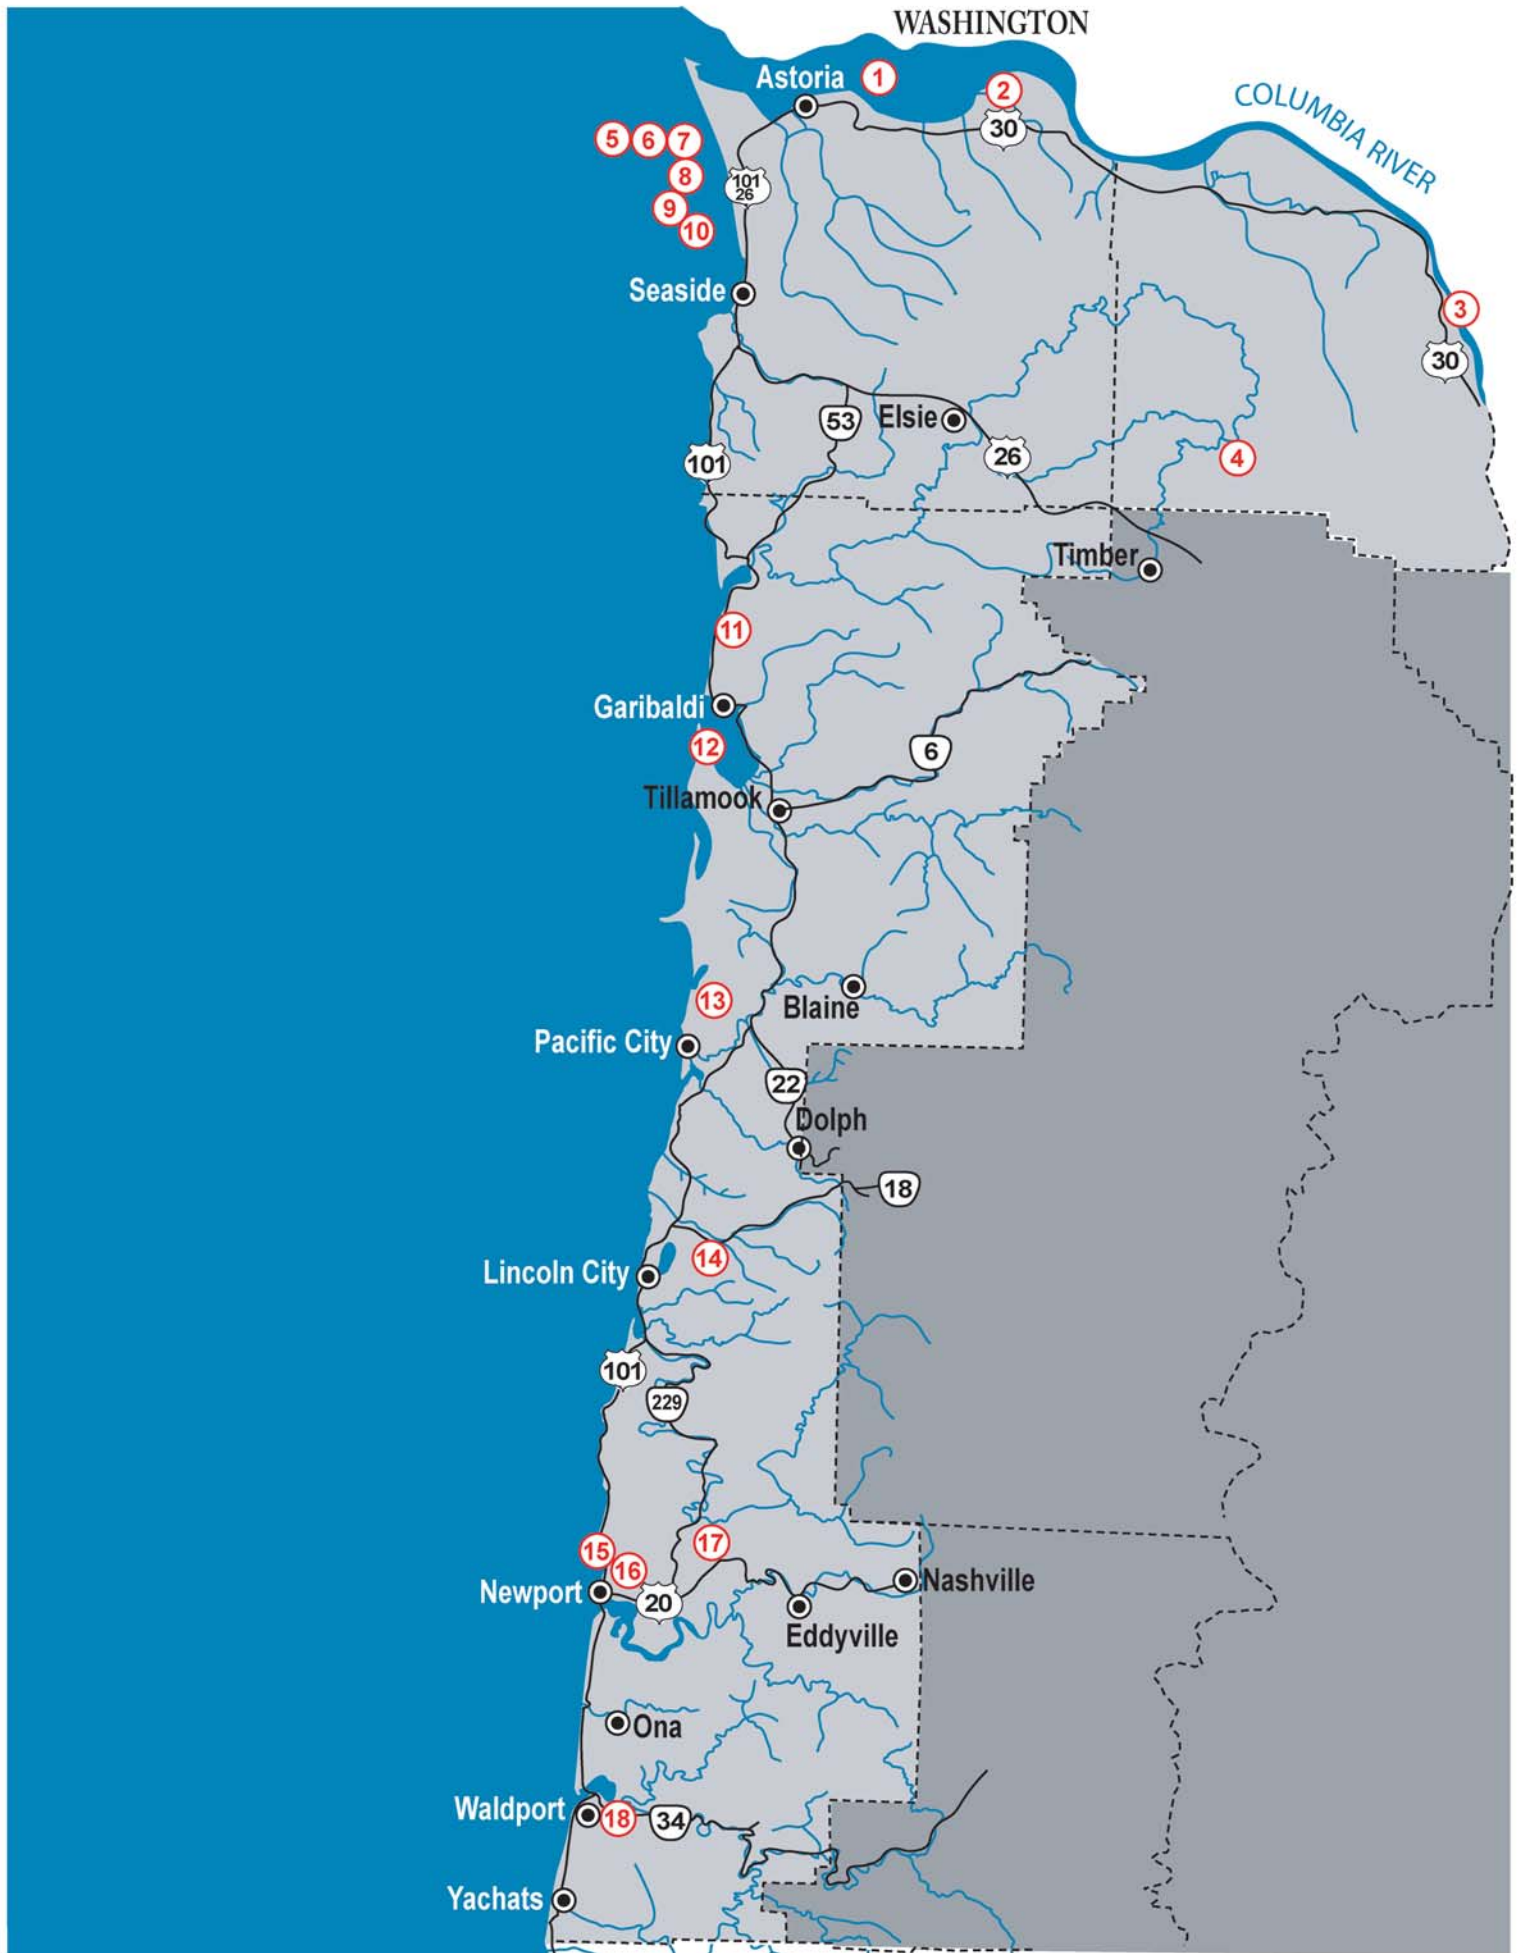 WASHINGTON
Astoria
1
2
COLUMBIA RIVER
30
5
6
7
8
101
26
9
10
Seaside
3
30
53
Elsie
26
101
4
Timber
11
Garibaldi
12
6
Tillamook
13
Blaine
Pacific City
22
Dolph
18
14
Lincoln City
101
229
15
16
17
Newport
20
Nashville
Eddyville
Ona
Waldport
18
34
Yachats